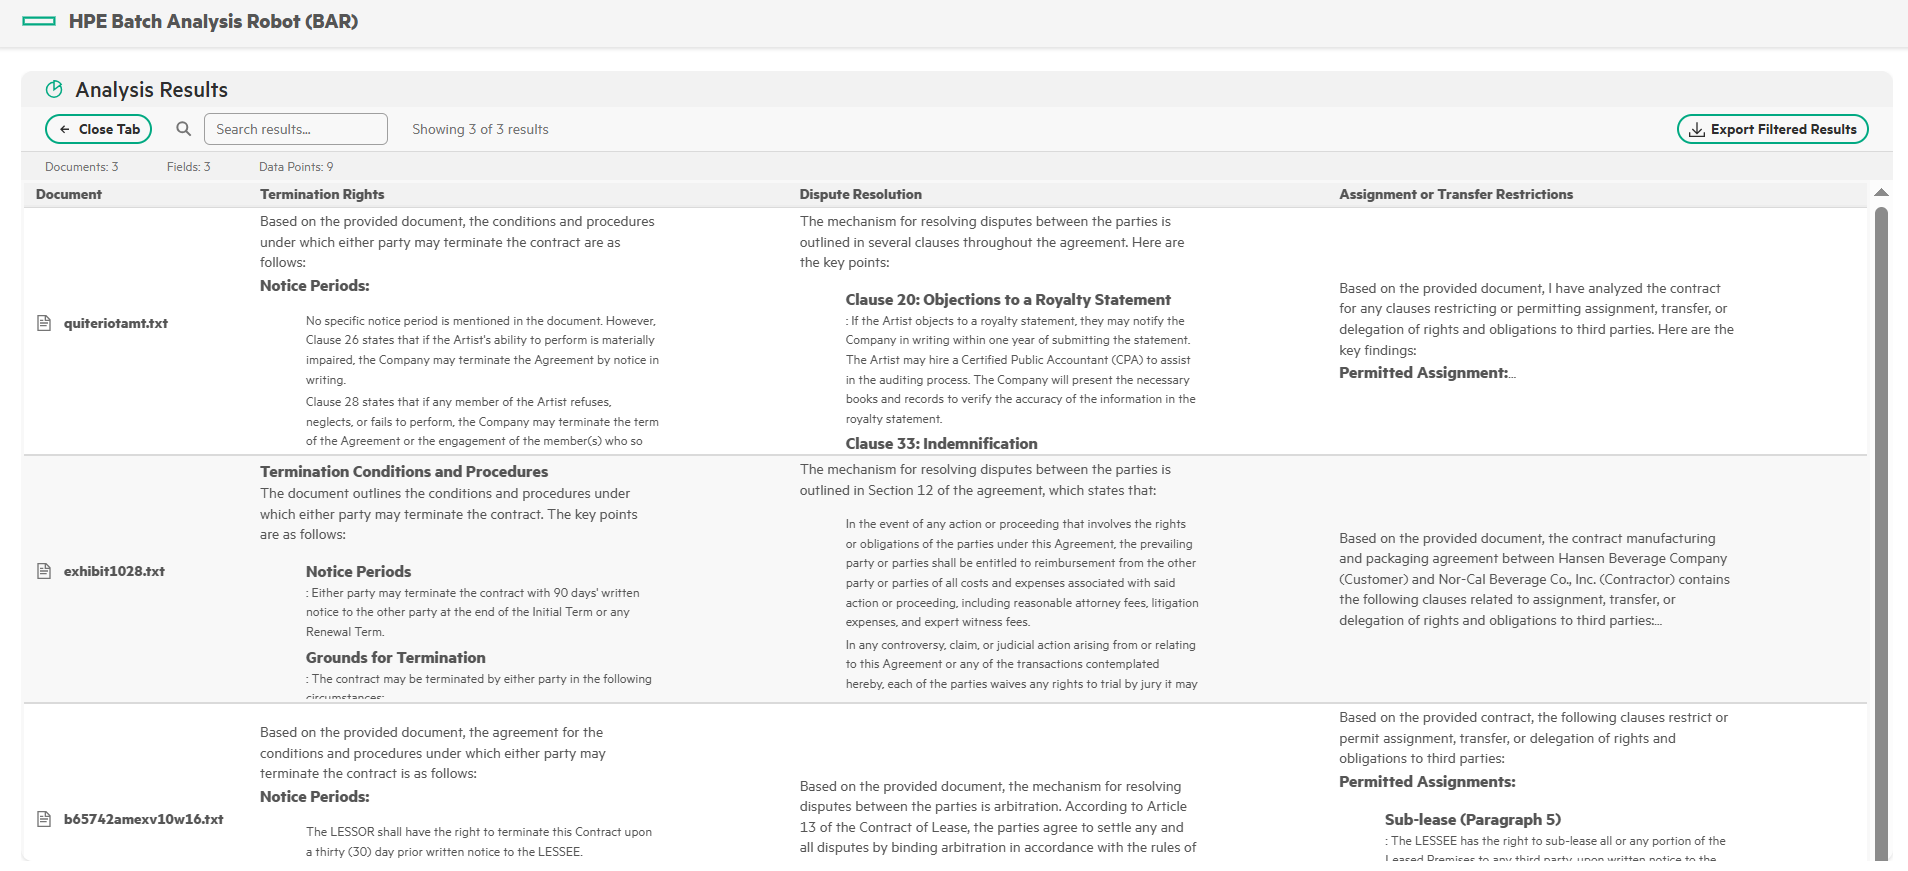 HPE Batch Analysis Robot (BAR)
Analysis Results
← Close Tab
Search results...
Showing 3 of 3 results
Export Filtered Results
Documents: 3
Fields: 3
Data Points: 9
Document
Termination Rights
Dispute Resolution
Assignment or Transfer Restrictions
quiteriotamt.txt
Based on the provided document, the conditions and procedures
under which either party may terminate the contract are as
follows:
Notice Periods:
No specific notice period is mentioned in the document. However,
Clause 26 states that if the Artist's ability to perform is materially
impaired, the Company may terminate the Agreement by notice in
writing.
Clause 28 states that if any member of the Artist refuses,
neglects, or fails to perform, the Company may terminate the term
of the Agreement or the engagement of the member(s) who so
The mechanism for resolving disputes between the parties is
outlined in several clauses throughout the agreement. Here are
the key points:
Clause 20: Objections to a Royalty Statement
: If the Artist objects to a royalty statement, they may notify the
Company in writing within one year of submitting the statement.
The Artist may hire a Certified Public Accountant (CPA) to assist
in the auditing process. The Company will present the necessary
books and records to verify the accuracy of the information in the
royalty statement.
Clause 33: Indemnification
Based on the provided document, I have analyzed the contract
for any clauses restricting or permitting assignment, transfer, or
delegation of rights and obligations to third parties. Here are the
key findings:
Permitted Assignment:...
exhibit1028.txt
Termination Conditions and Procedures
The document outlines the conditions and procedures under
which either party may terminate the contract. The key points
are as follows:
Notice Periods
: Either party may terminate the contract with 90 days' written
notice to the other party at the end of the Initial Term or any
Renewal Term.
Grounds for Termination
: The contract may be terminated by either party in the following
circumstances:
The mechanism for resolving disputes between the parties is
outlined in Section 12 of the agreement, which states that:
In the event of any action or proceeding that involves the rights
or obligations of the parties under this Agreement, the prevailing
party or parties shall be entitled to reimbursement from the other
party or parties of all costs and expenses associated with said
action or proceeding, including reasonable attorney fees, litigation
expenses, and expert witness fees.
In any controversy, claim, or judicial action arising from or relating
to this Agreement or any of the transactions contemplated
hereby, each of the parties waives any rights to trial by jury it may
Based on the provided document, the contract manufacturing
and packaging agreement between Hansen Beverage Company
(Customer) and Nor-Cal Beverage Co., Inc. (Contractor) contains
the following clauses related to assignment, transfer, or
delegation of rights and obligations to third parties:...
b65742amexv10w16.txt
Based on the provided document, the agreement for the
conditions and procedures under which either party may
terminate the contract is as follows:
Notice Periods:
The LESSOR shall have the right to terminate this Contract upon
a thirty (30) day prior written notice to the LESSEE.
Based on the provided document, the mechanism for resolving
disputes between the parties is arbitration. According to Article
13 of the Contract of Lease, the parties agree to settle any and
all disputes by binding arbitration in accordance with the rules of
Based on the provided contract, the following clauses restrict or
permit assignment, transfer, or delegation of rights and
obligations to third parties:
Permitted Assignments:
Sub-lease (Paragraph 5)
: The LESSEE has the right to sub-lease all or any portion of the
Leased Premises to any third party, upon written notice to the